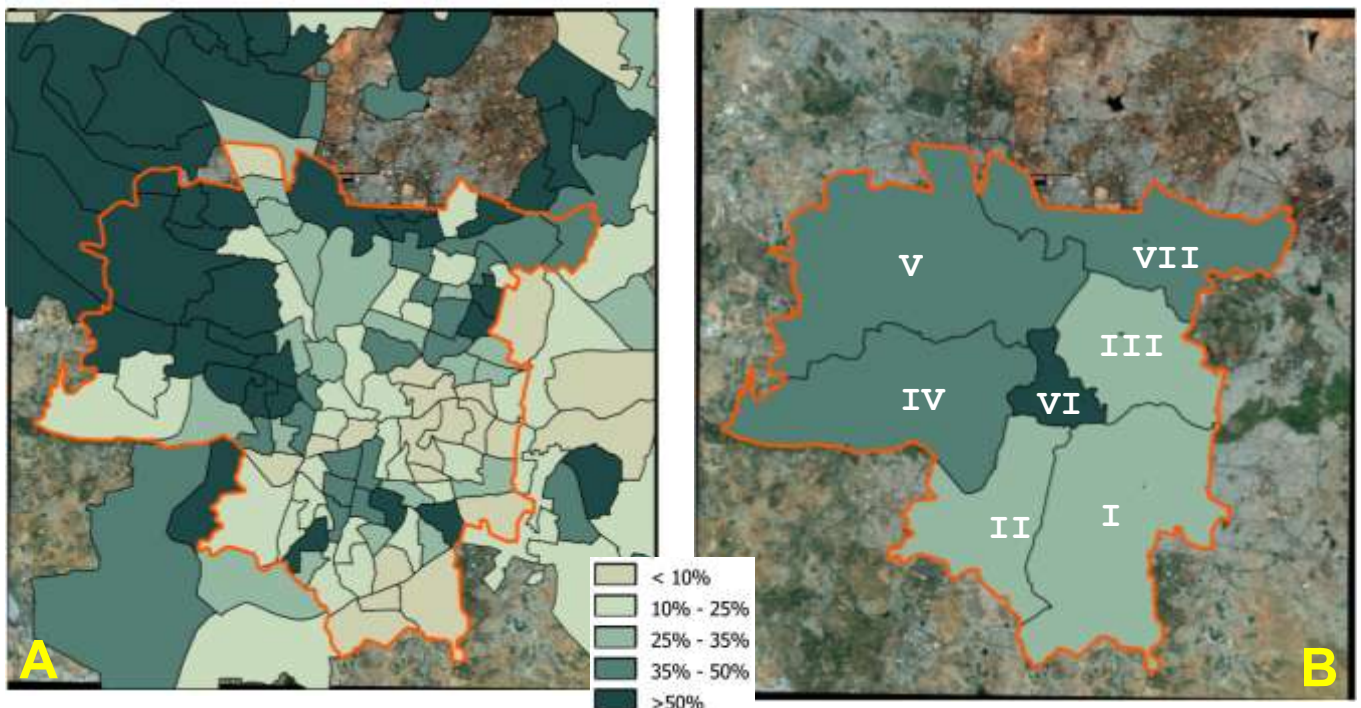 V
VII
III
IV
VI
II
I
< 10%
10% - 25%
25% - 35%
35% - 50%
>50%
A
B